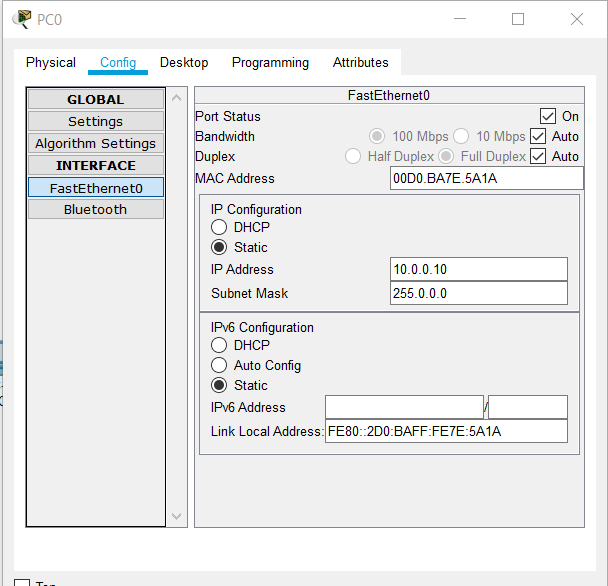 PC0
Physical Config Desktop Programming Attributes
GLOBAL
Settings
Algorithm Settings
INTERFACE
FastEthernet0
Bluetooth
FastEthernet0
Port Status On
Bandwidth 100 Mbps 10 Mbps Auto
Duplex Half Duplex Full Duplex Auto
MAC Address 00D0.BA7E.5A1A
IP Configuration
DHCP
Static
IP Address 10.0.0.10
Subnet Mask 255.0.0.0
IPv6 Configuration
DHCP
Auto Config
Static
IPv6 Address /
Link Local Address: FE80::2D0:BAFF:FE7E:5A1A
Top